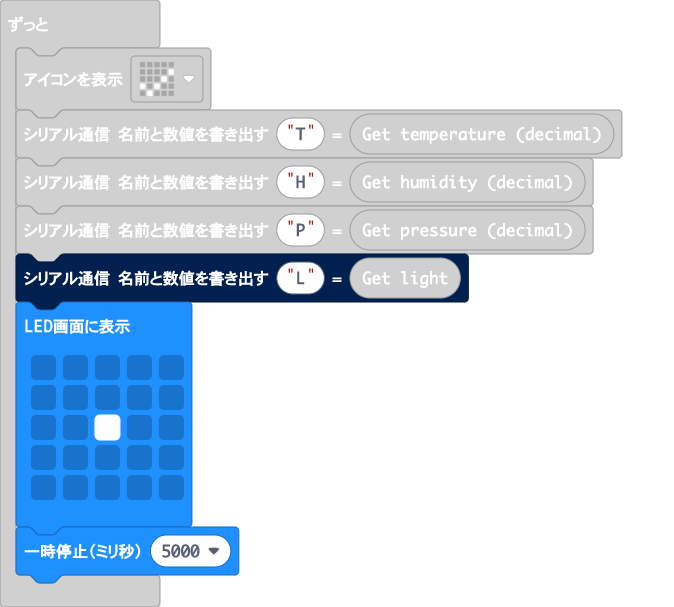 ずっと
アイコンを表示
シリアル通信 名前と数値を書き出す "T" = Get temperature (decimal)
シリアル通信 名前と数値を書き出す "H" = Get humidity (decimal)
シリアル通信 名前と数値を書き出す "P" = Get pressure (decimal)
シリアル通信 名前と数値を書き出す "L" = Get light
LED画面に表示
一時停止(ミリ秒) 5000